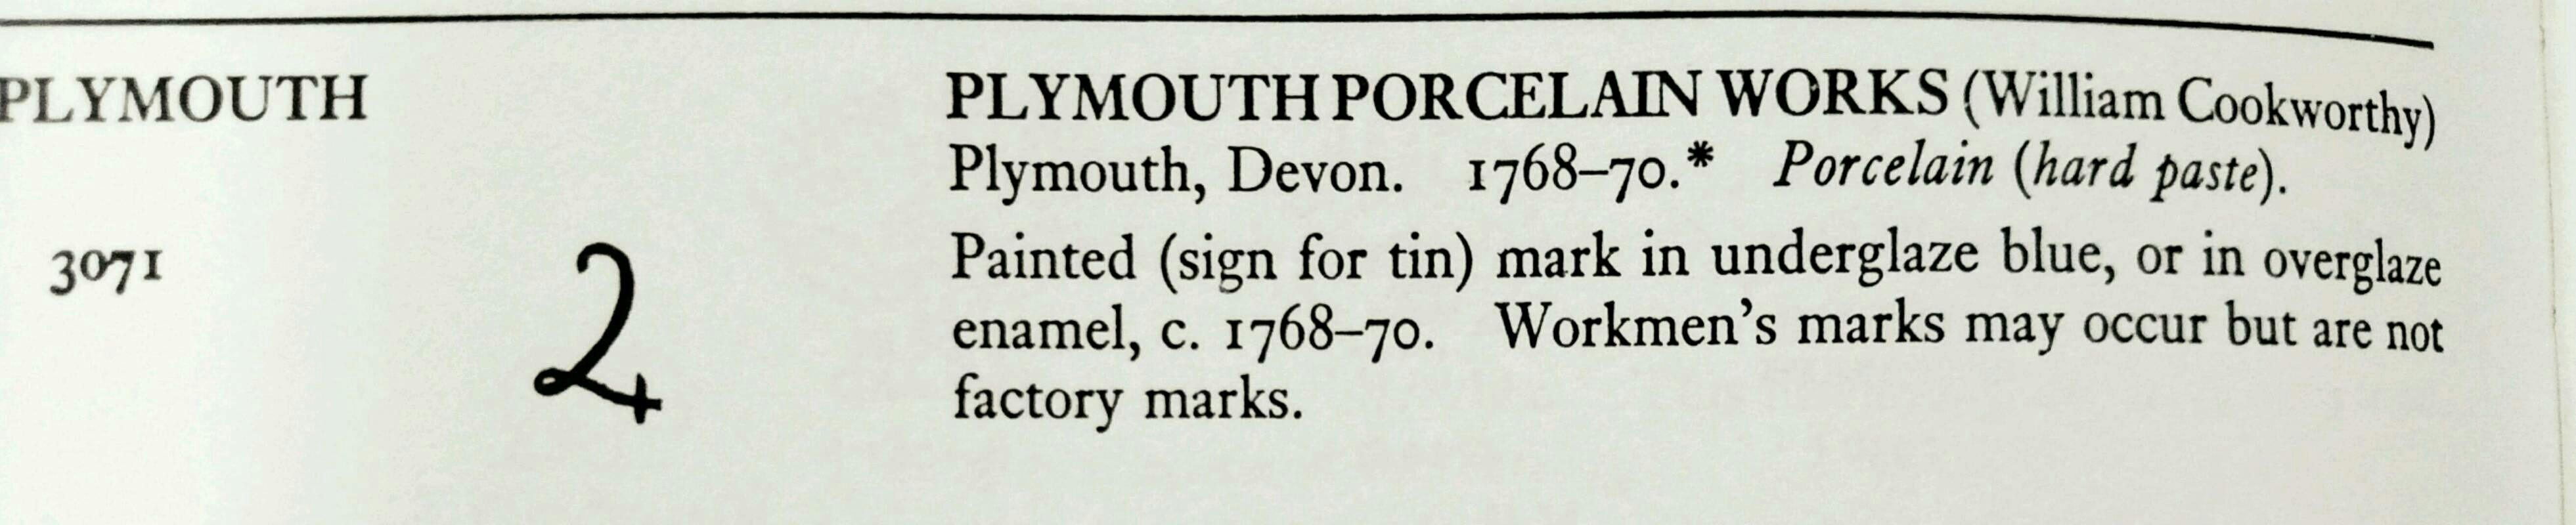 PLYMOUTH
PLYMOUTH PORCELAIN WORKS (William Cookworthy)
Plymouth, Devon. 1768–70.* Porcelain (hard paste).
3071
Painted (sign for tin) mark in underglaze blue, or in overglaze
enamel, c. 1768–70. Workmen's marks may occur but are not
factory marks.